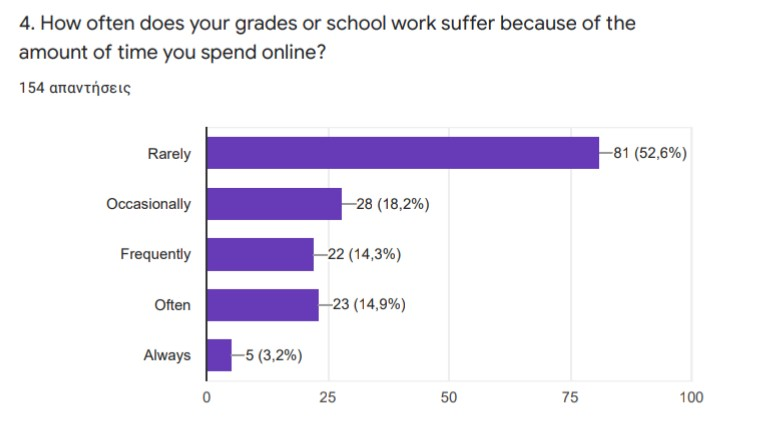 4. How often does your grades or school work suffer because of the
amount of time you spend online?
154 απαντήσεις
Rarely 81 (52,6%)
Occasionally 28 (18,2%)
Frequently 22 (14,3%)
Often 23 (14,9%)
Always 5 (3,2%)
0 25 50 75 100